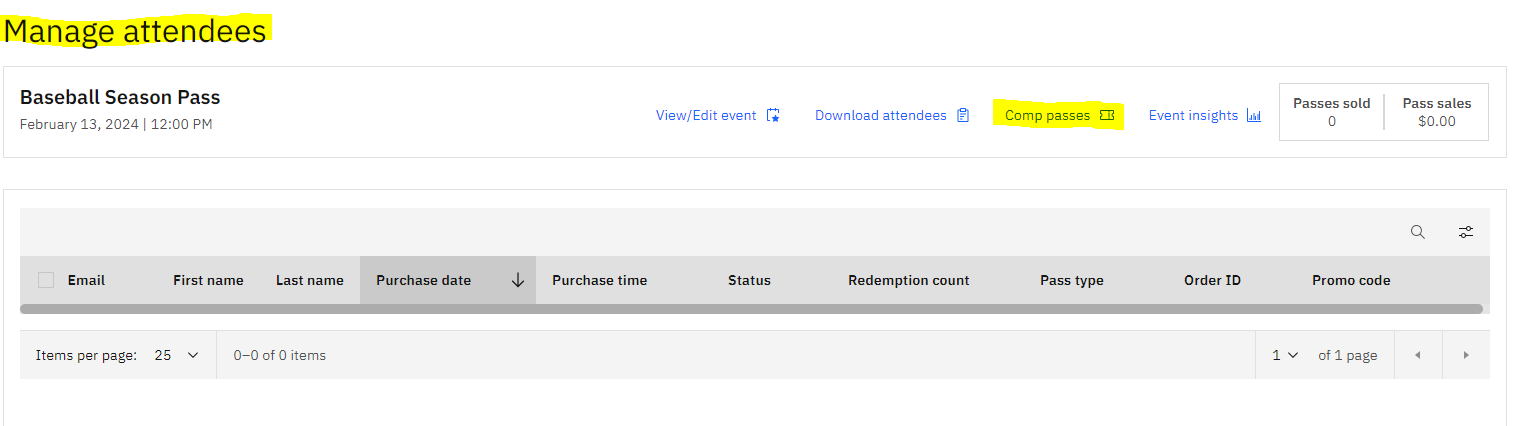 Manage attendees
Baseball Season Pass
February 13, 2024 | 12:00 PM
View/Edit event Download attendees Comp passes Event insights
Passes sold Pass sales
0 $0.00
Email First name Last name Purchase date Purchase time Status Redemption count Pass type Order ID Promo code
Items per page: 25 0–0 of 0 items 1 of 1 page